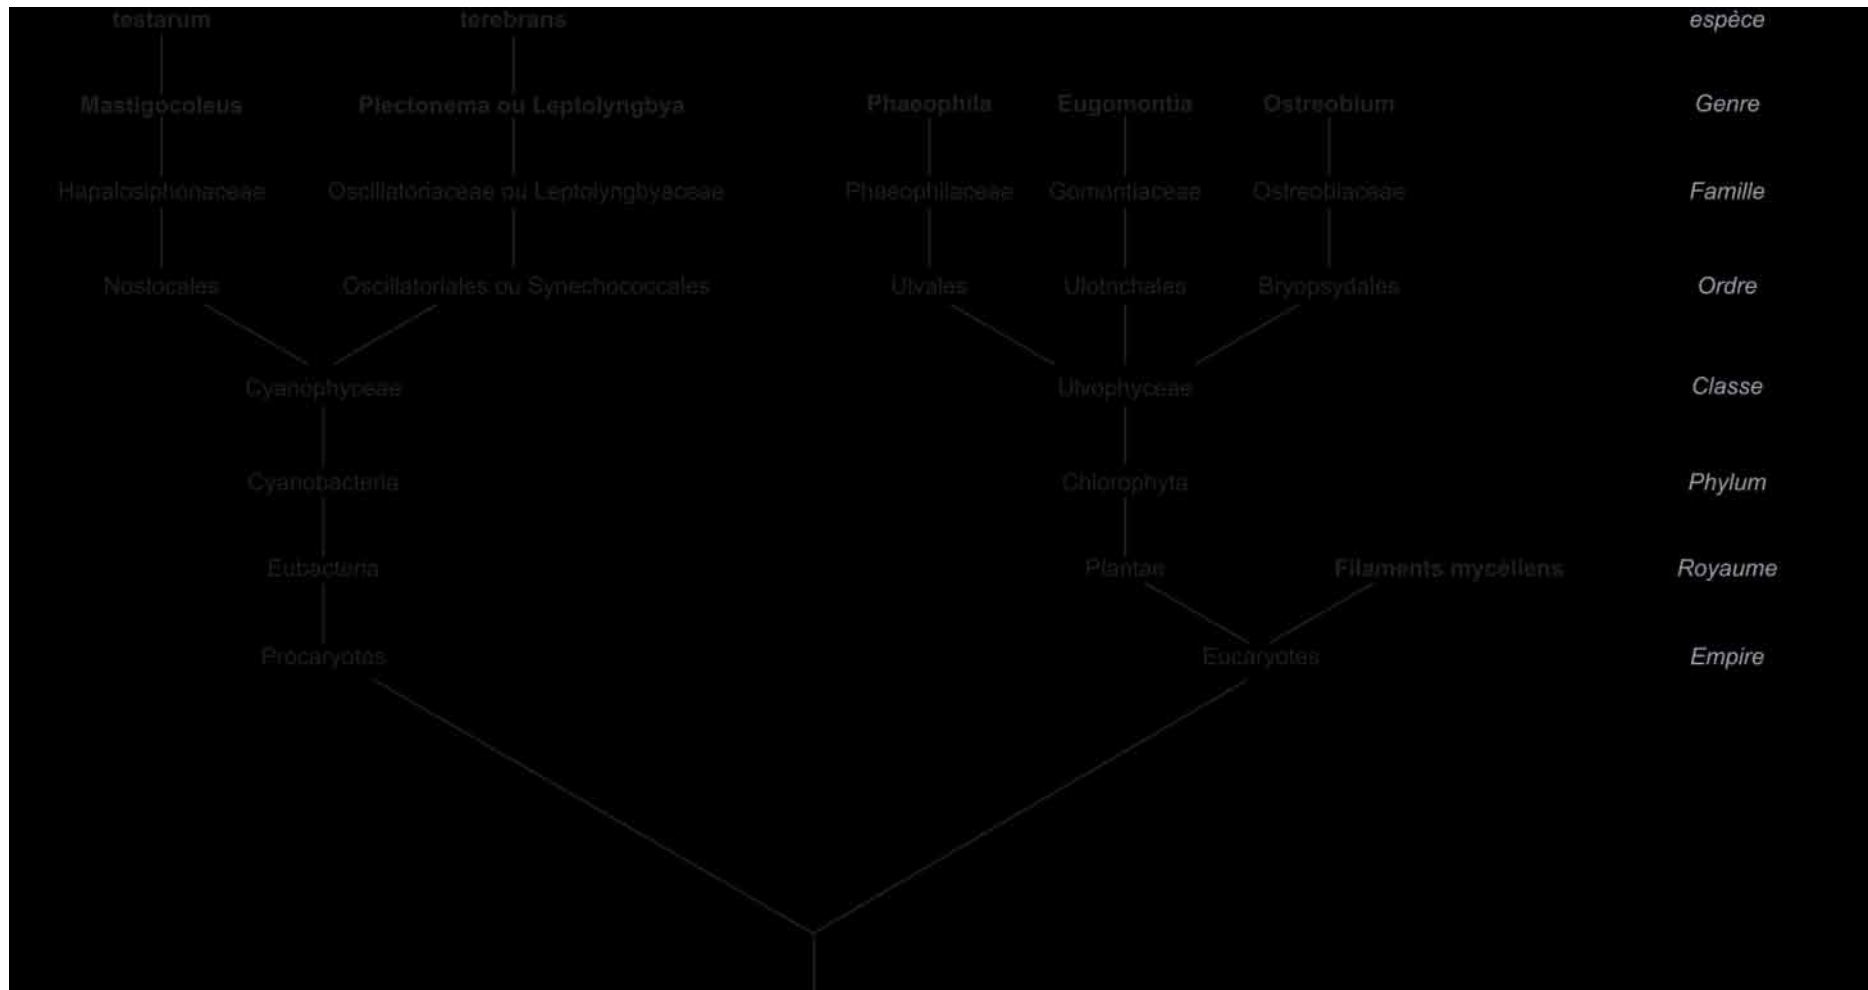 testarum terebrans espèce
Mastigocoleus Plectonema ou Leptolyngbya Phaeophila Eugomontia Ostreobium Genre
Hapalosiphonaceae Oscillatoriaceae ou Leptolyngbyaceae Phaeophilaceae Gomontiaceae Ostreobiaceae Famille
Nostocales Oscillatoriales ou Synechococcales Ulvales Ulotrichales Bryopsydales Ordre
Cyanophyceae Ulvophyceae Classe
Cyanobacteria Chlorophyta Phylum
Eubacteria Plantae Filaments mycéliens Royaume
Procaryotes Eucaryotes Empire